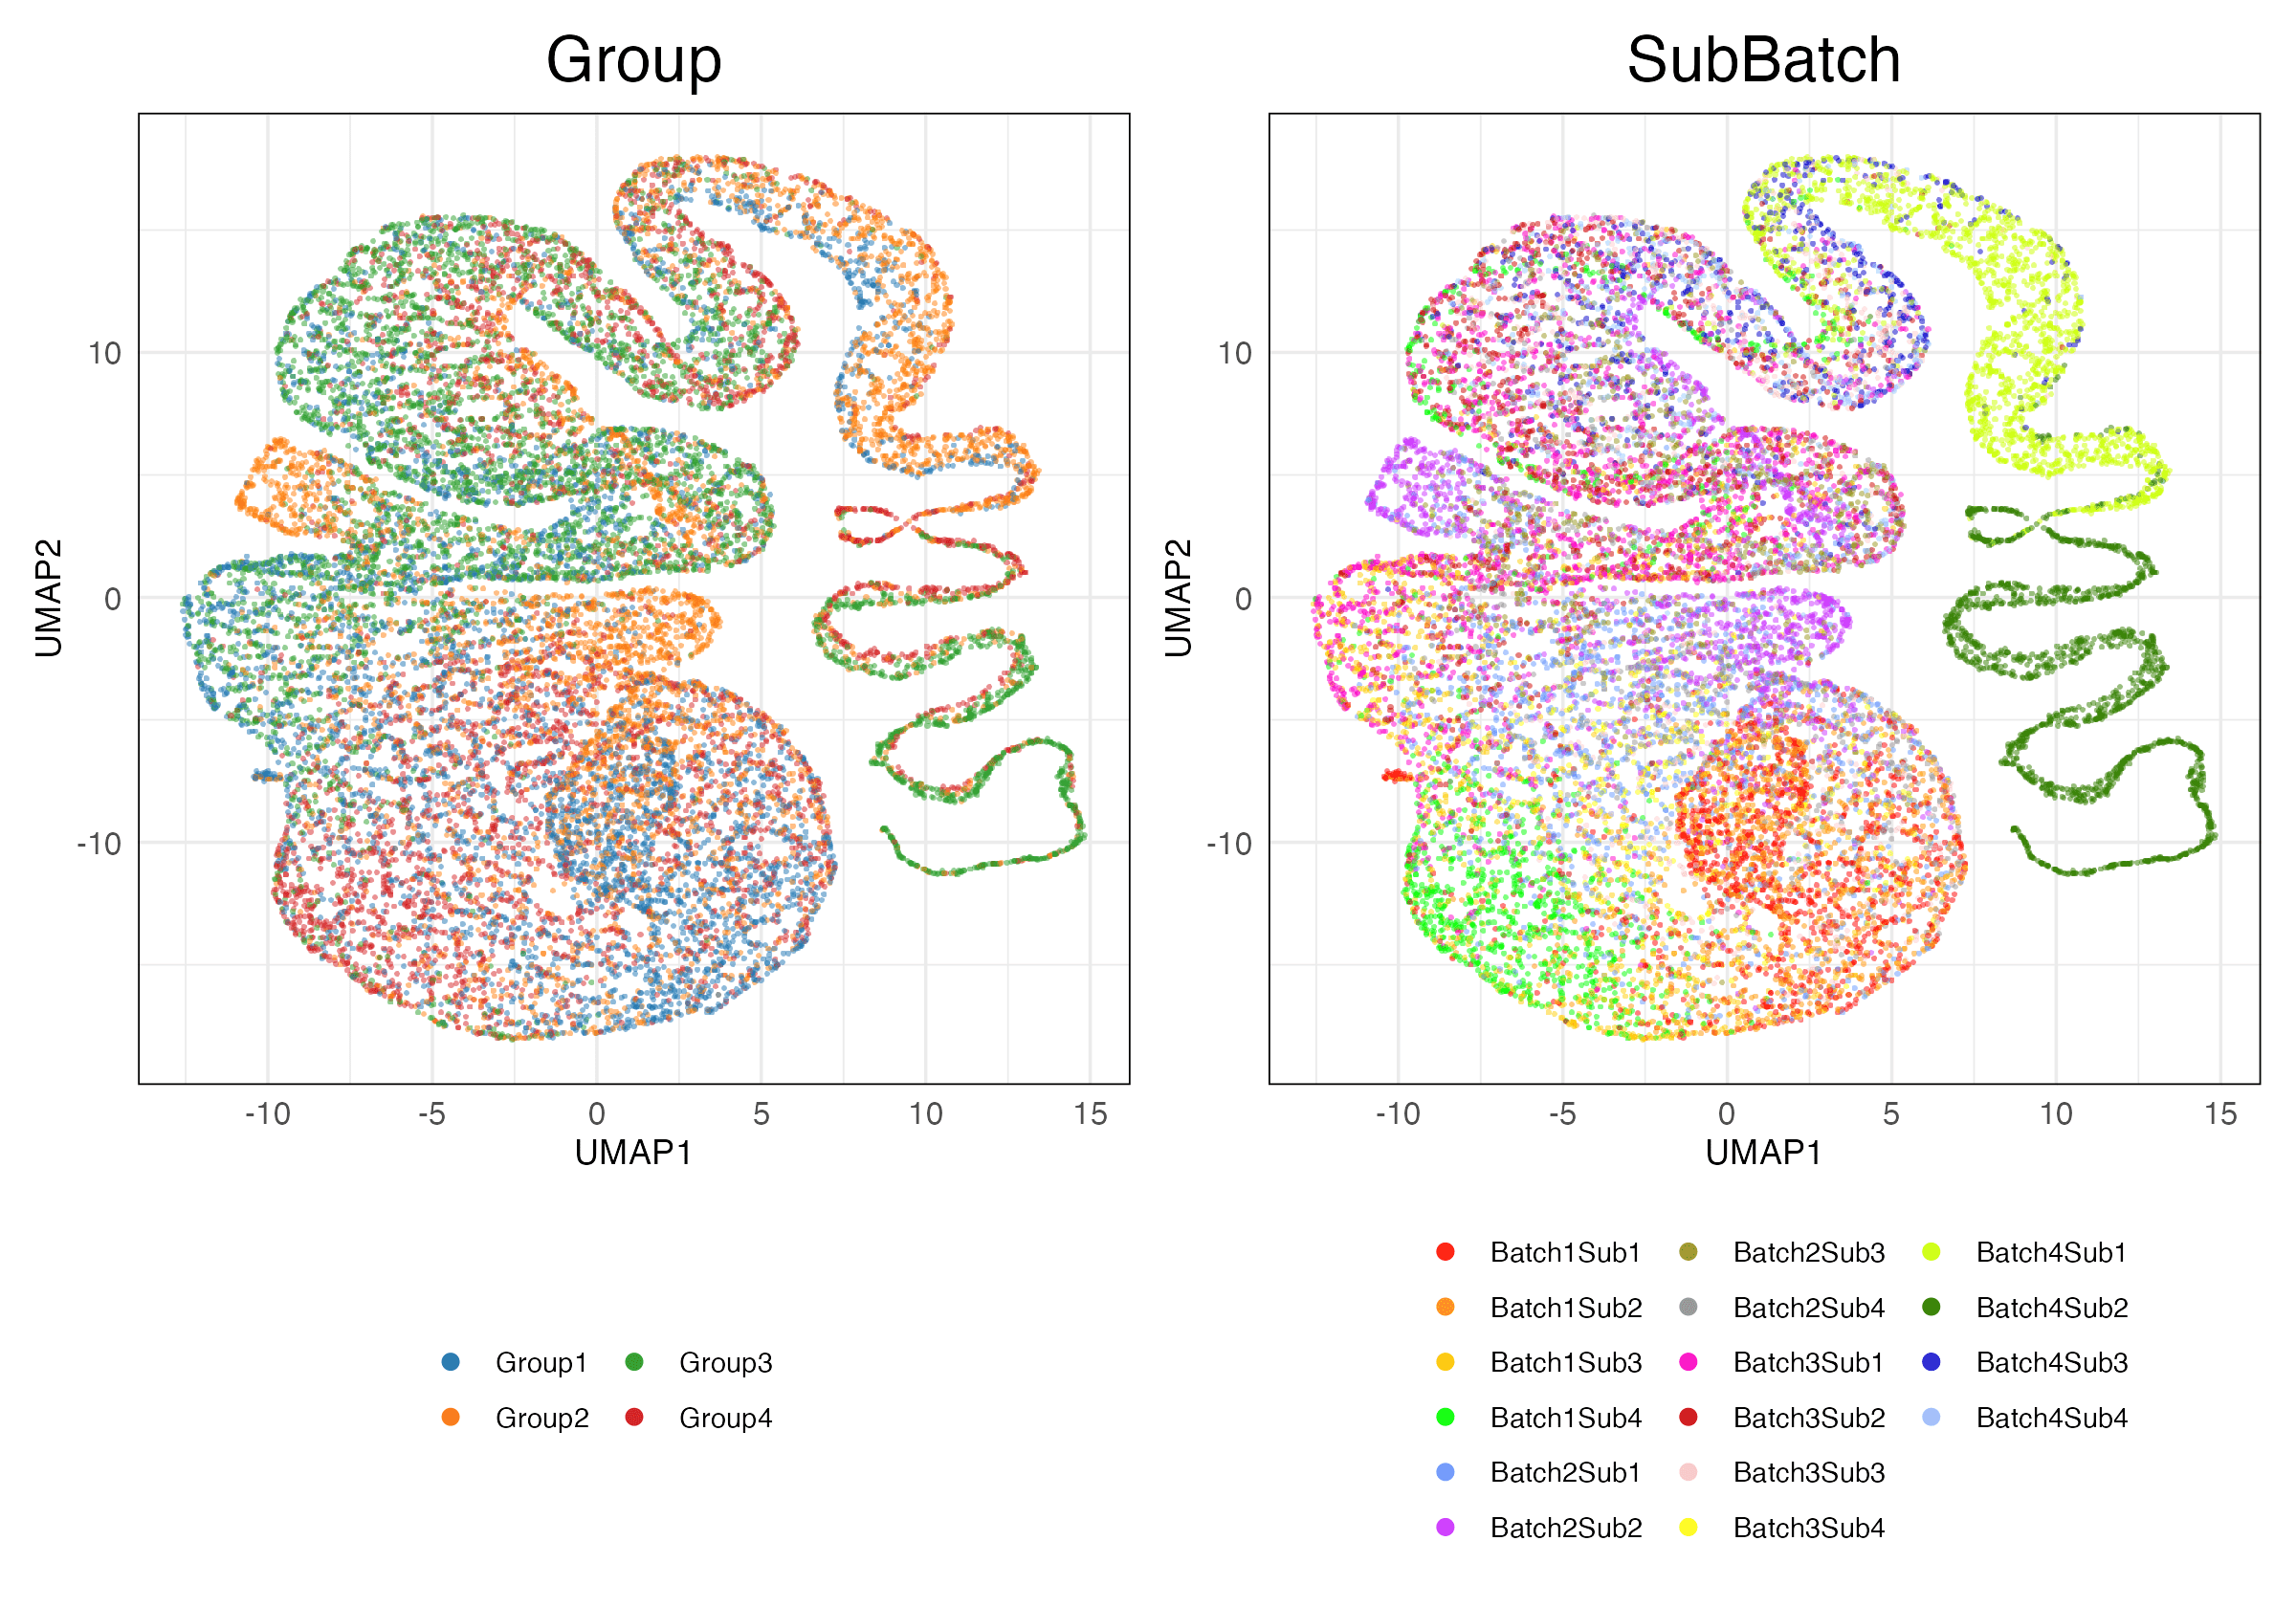 Group
SubBatch
10
0
-10
UMAP2
-10
-5
0
5
10
15
UMAP1
10
0
-10
UMAP2
-10
-5
0
5
10
15
UMAP1
Group1
Group3
Group2
Group4
Batch1Sub1
Batch2Sub3
Batch4Sub1
Batch1Sub2
Batch2Sub4
Batch4Sub2
Batch1Sub3
Batch3Sub1
Batch4Sub3
Batch1Sub4
Batch3Sub2
Batch4Sub4
Batch2Sub1
Batch3Sub3
Batch2Sub2
Batch3Sub4